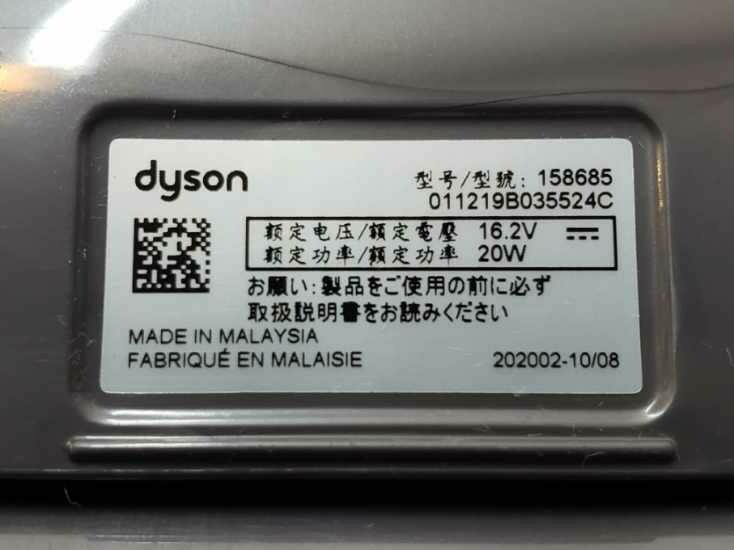 dyson
型号/型號: 158685
011219B035524C
额定电压/額定電壓 16.2V
额定功率/額定功率 20W
お願い:製品をご使用の前に必ず
取扱説明書をお読みください
MADE IN MALAYSIA
FABRIQUÉ EN MALAISIE
202002-10/08